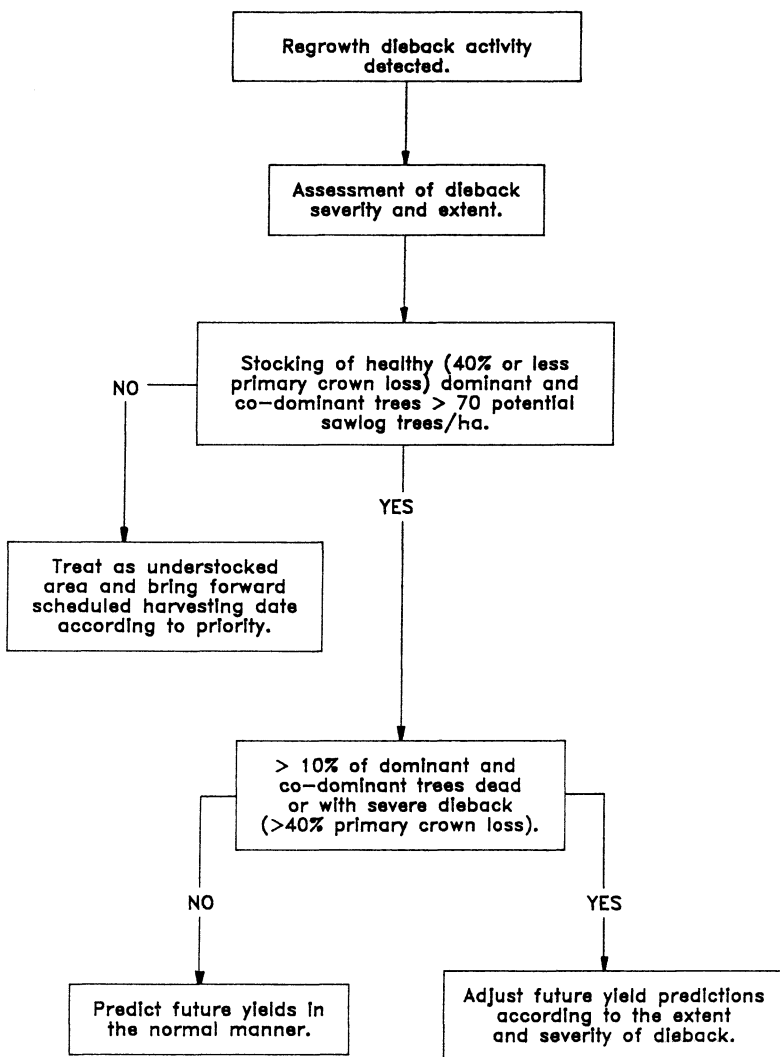 Regrowth dieback activity
detected.
Assessment of dieback
severity and extent.
Stocking of healthy (40% or less
primary crown loss) dominant and
co-dominant trees > 70 potential
sawlog trees/ha.
NO
YES
Treat as understocked
area and bring forward
scheduled harvesting date
according to priority.
> 10% of dominant and
co-dominant trees dead
or with severe dieback
(>40% primary crown loss).
NO
YES
Predict future yields in
the normal manner.
Adjust future yield predictions
according to the extent
and severity of dieback.